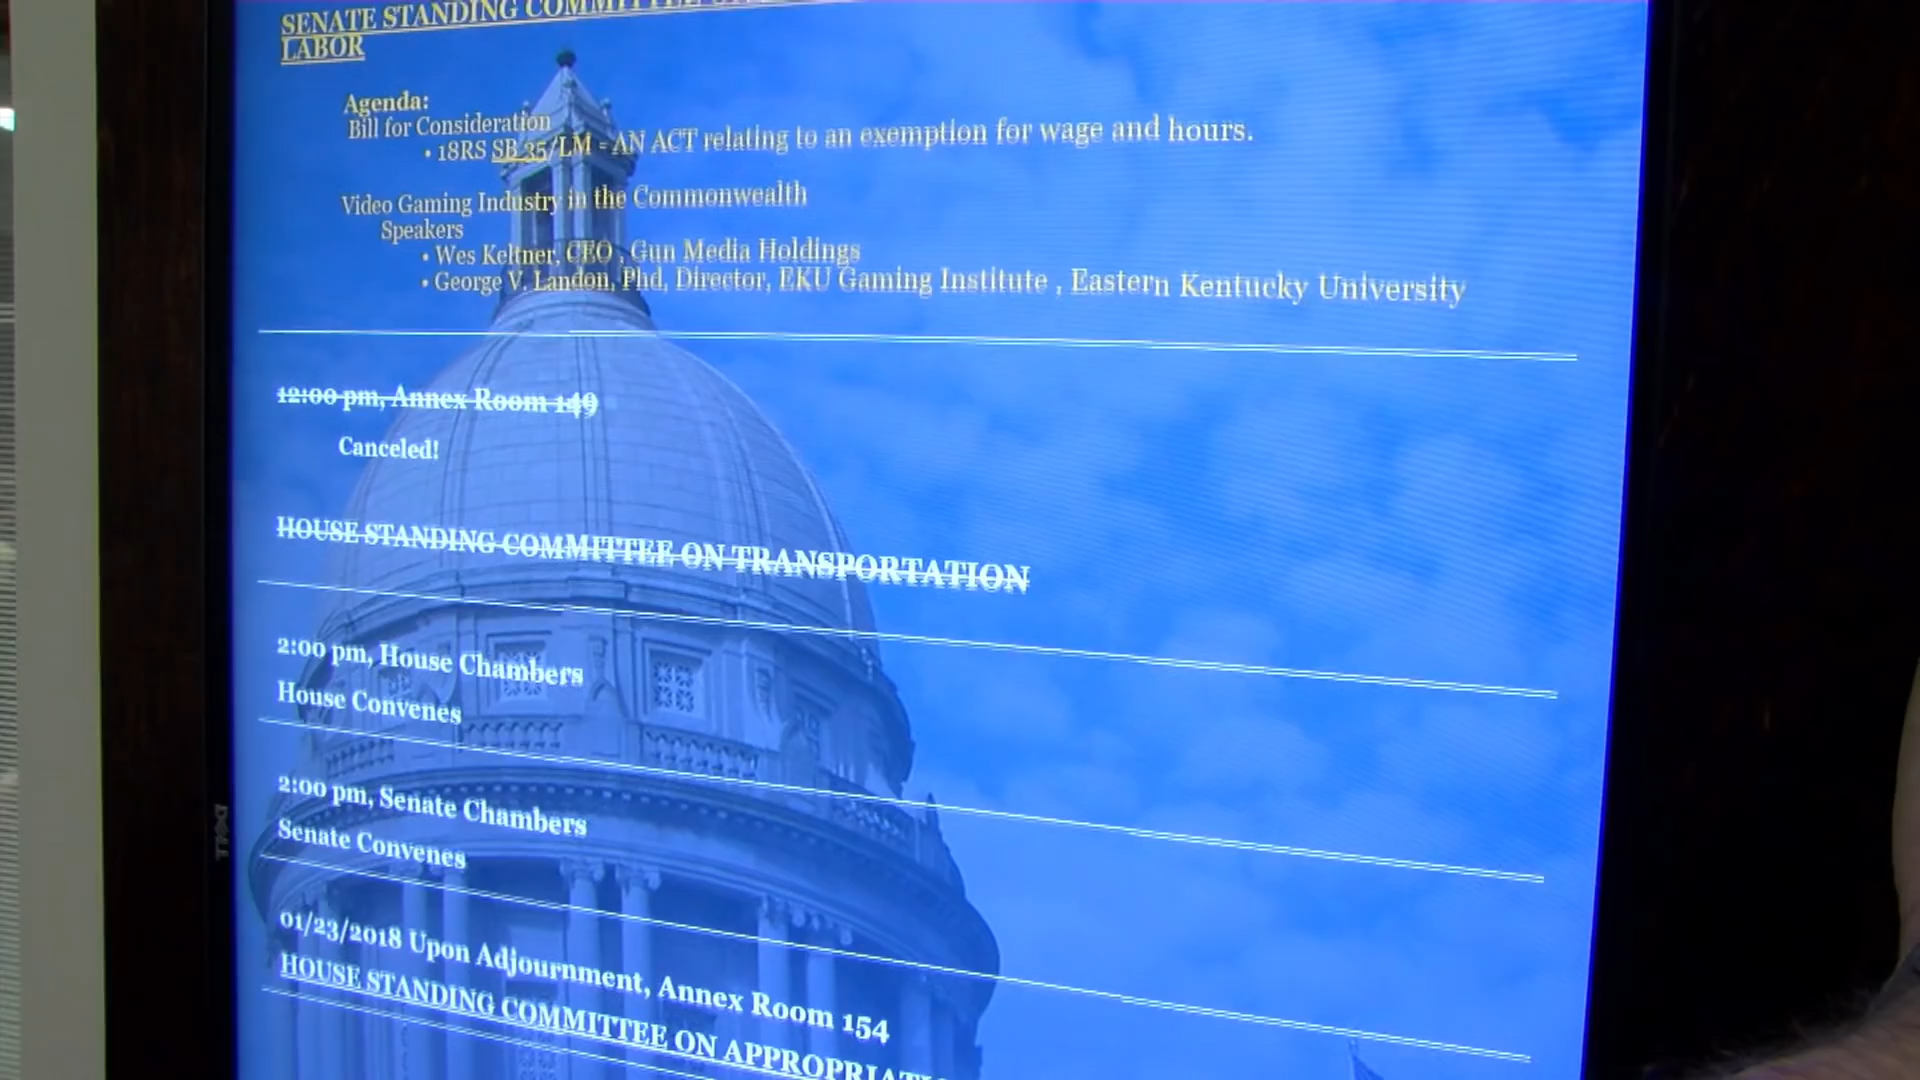 SENATE STANDING COMMITTEE
LABOR
Agenda:
Bill for Consideration
• 18RS SB 35/LM - AN ACT relating to an exemption for wage and hours.
Video Gaming Industry in the Commonwealth
Speakers
• Wes Keltner, CEO , Gun Media Holdings
• George V. Landon, Phd, Director, EKU Gaming Institute , Eastern Kentucky University
12:00 pm, Annex Room 149
Canceled!
HOUSE STANDING COMMITTEE ON TRANSPORTATION
2:00 pm, House Chambers
House Convenes
2:00 pm, Senate Chambers
Senate Convenes
01/23/2018 Upon Adjournment, Annex Room 154
HOUSE STANDING COMMITTEE ON
DELL